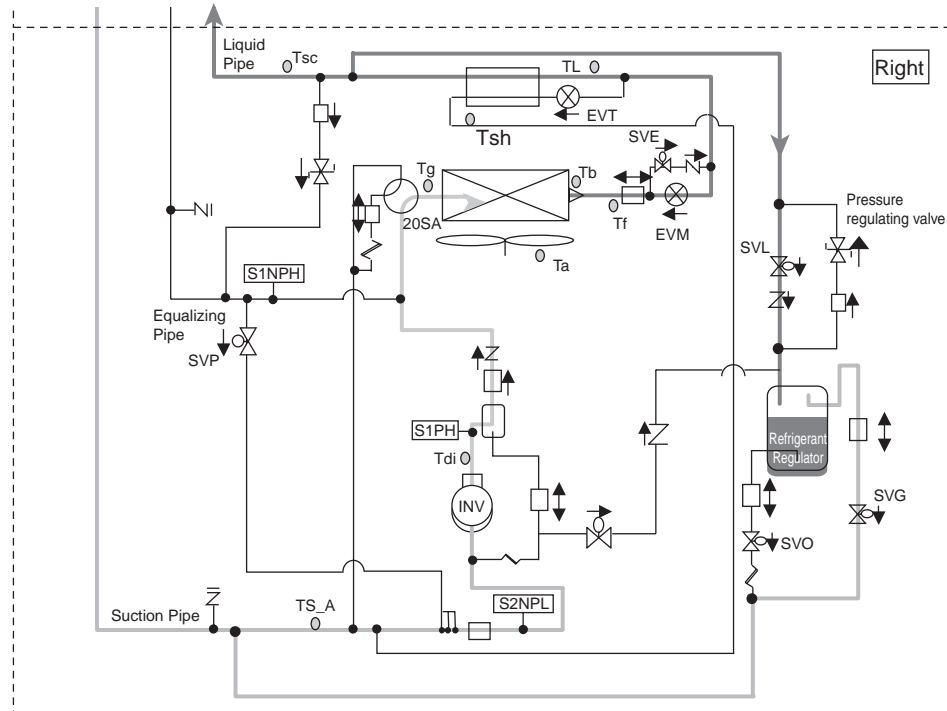 Liquid
Pipe
Tsc
TL
Right
EVT
Tsh
SVE
Tg
Tb
Tf
EVM
20SA
Ta
Pressure
regulating valve
SVL
S1NPH
Equalizing
Pipe
SVP
S1PH
Tdi
INV
Refrigerant
Regulator
SVG
SVO
Suction Pipe
TS_A
S2NPL